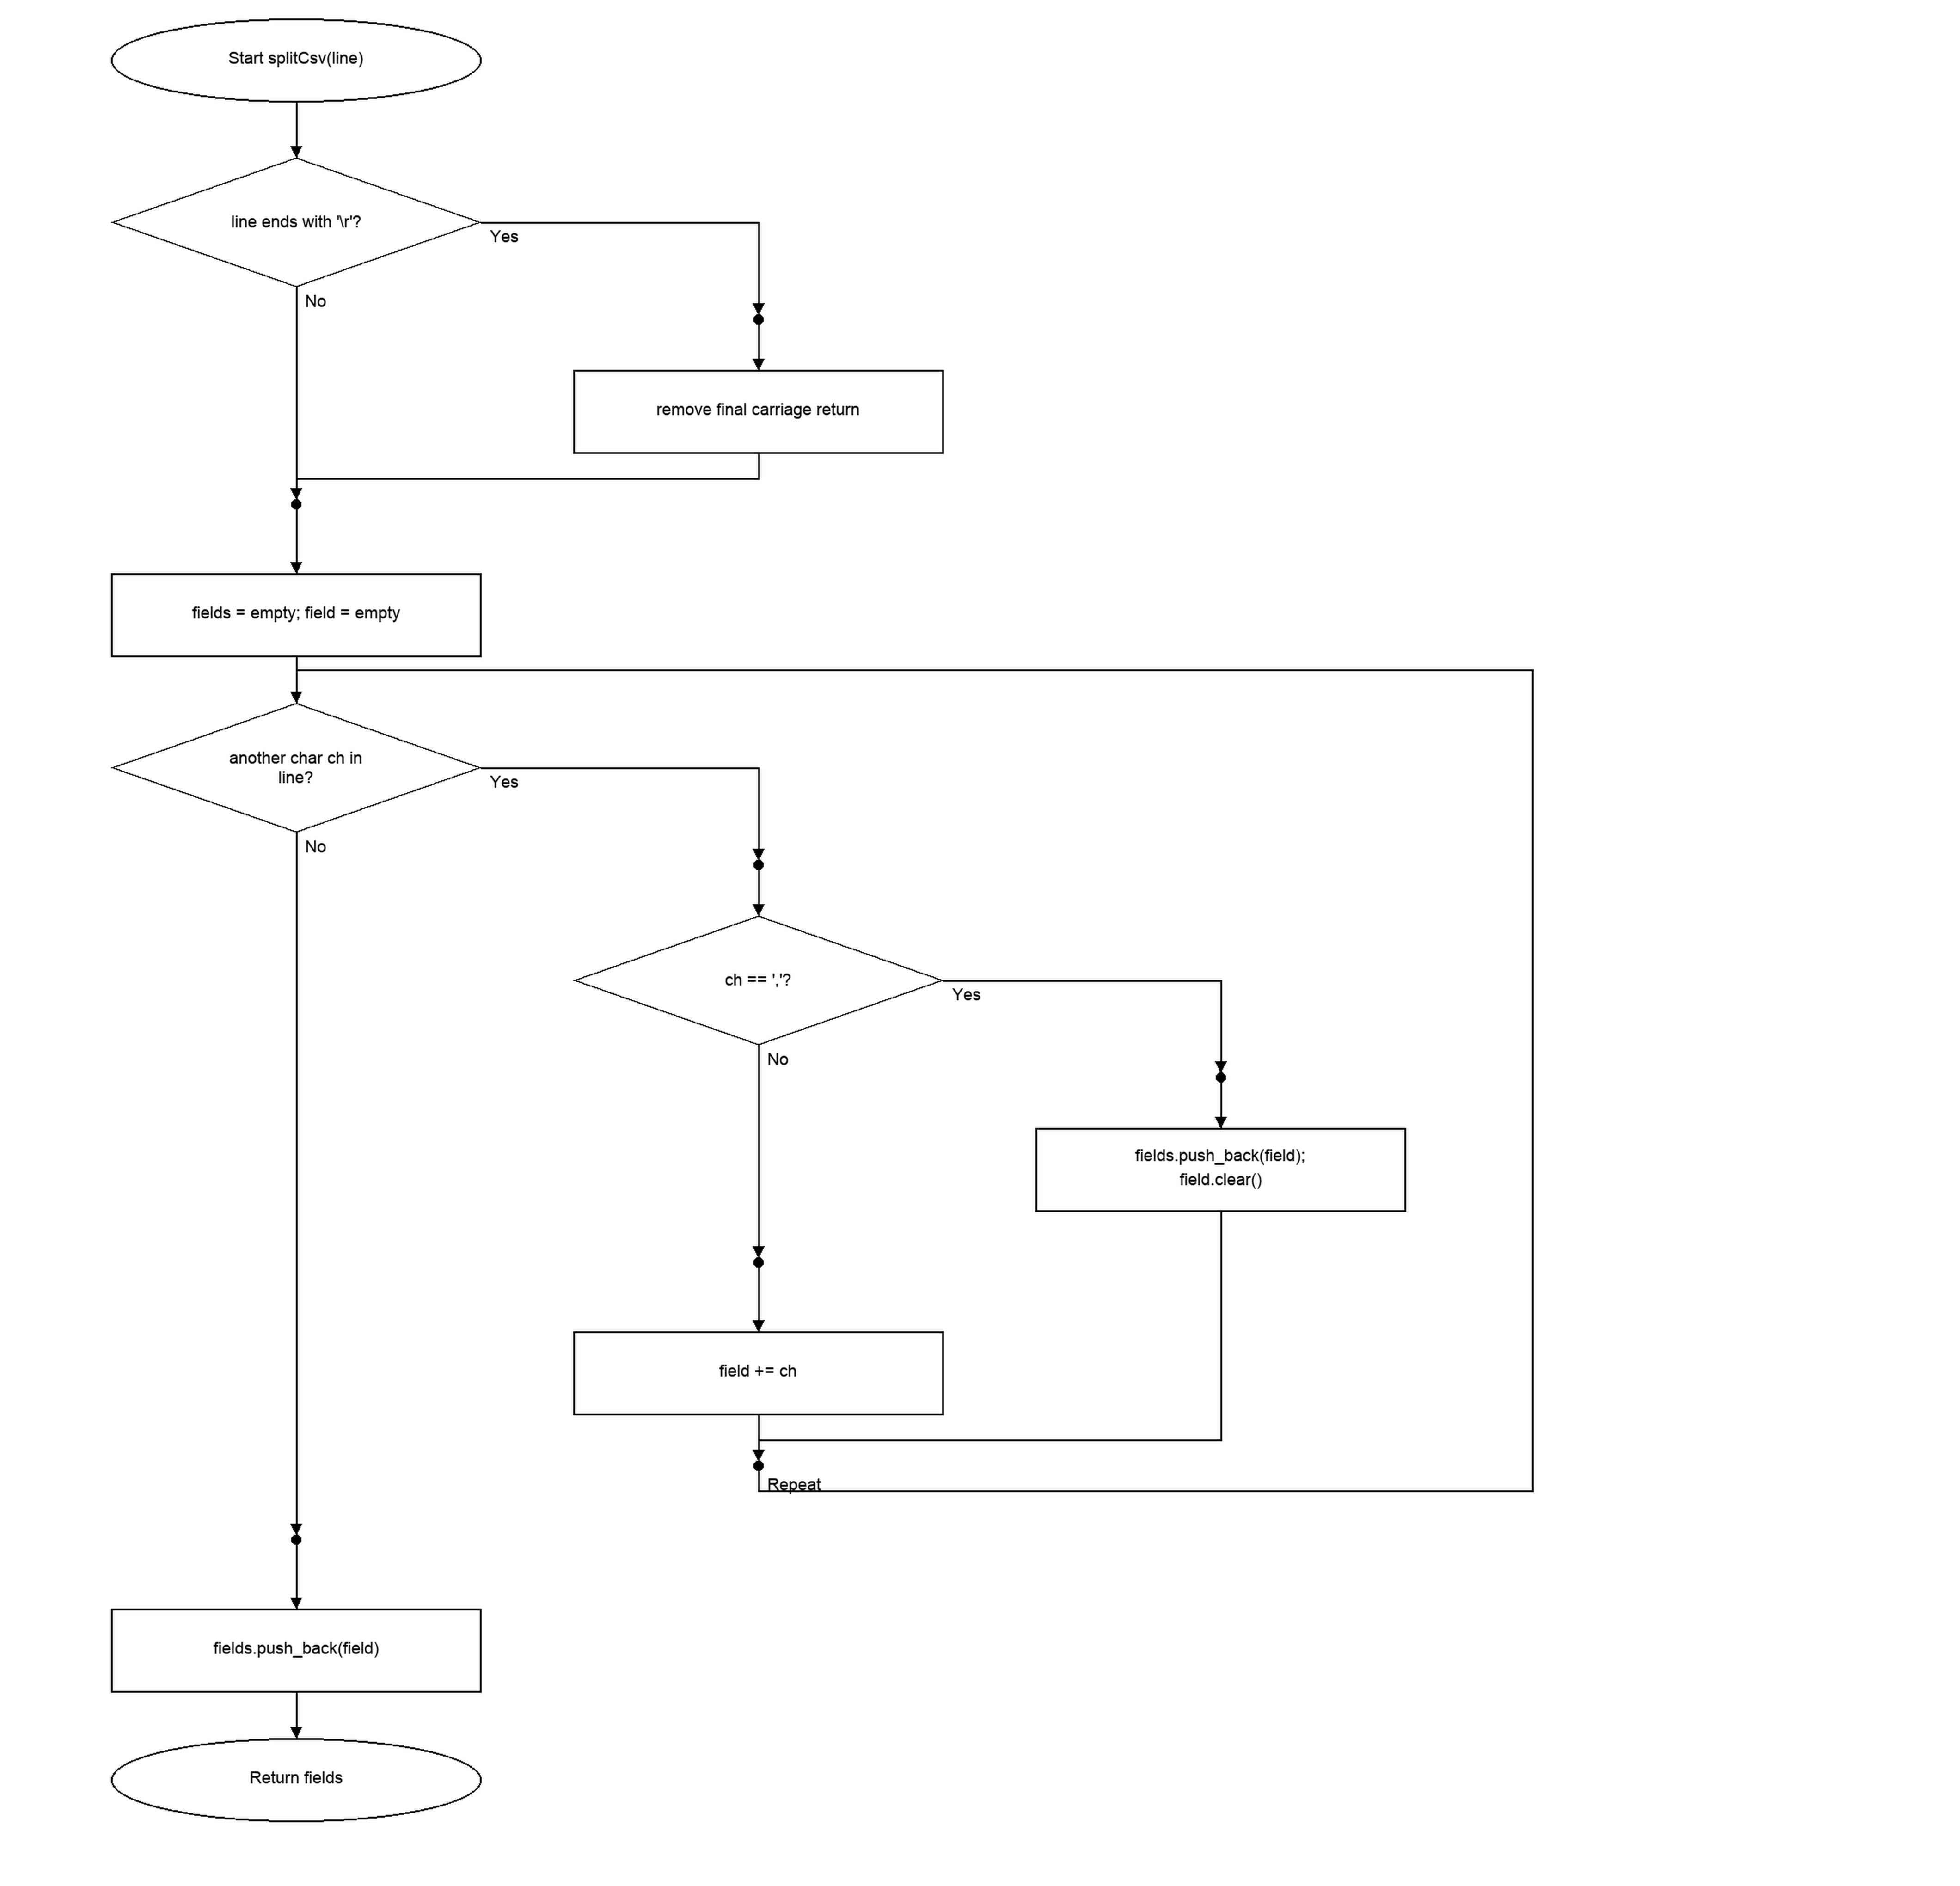 Start splitCsv(line)
line ends with '\r'?
Yes
No
remove final carriage return
fields = empty; field = empty
another char ch in
line?
Yes
No
ch == ','?
Yes
No
fields.push_back(field);
field.clear()
field += ch
Repeat
fields.push_back(field)
Return fields